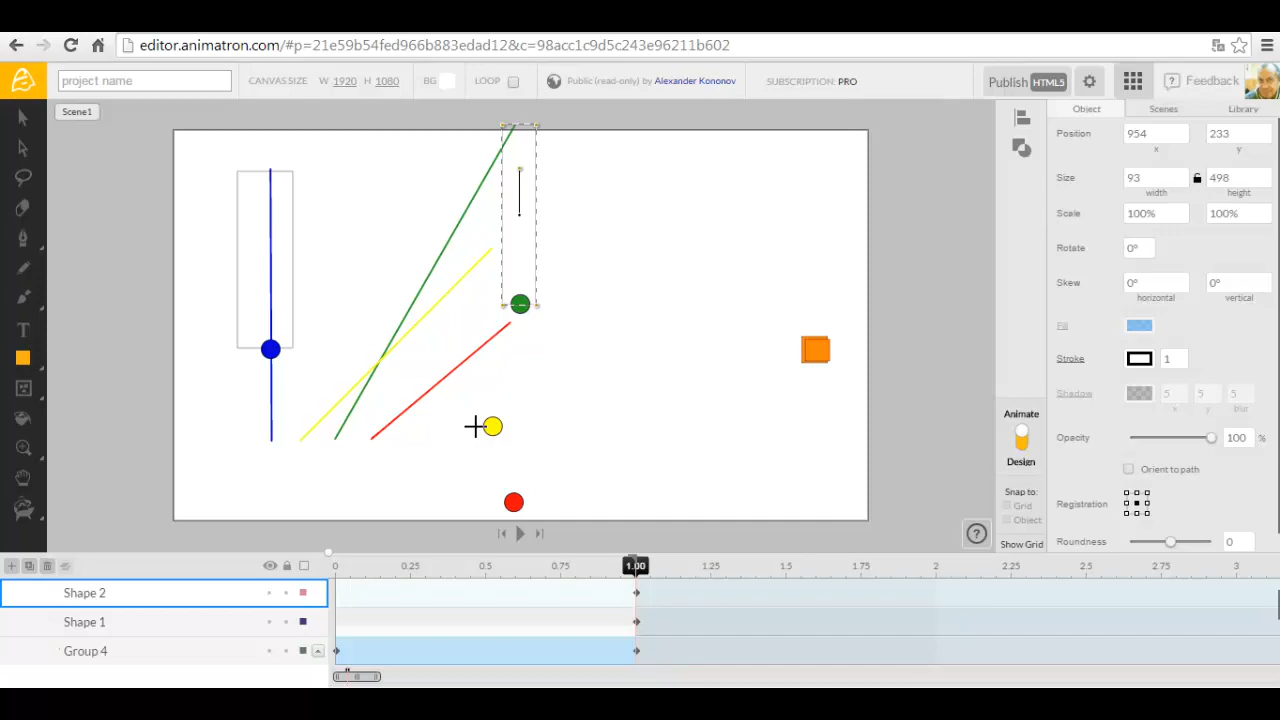 editor.animatron.com/#p=21e59b54fed966b883edad12&c=98acc1c9d5c243e96211b602
project name
CANVAS SIZE W 1920 H 1080
BG
LOOP
Public (read-only) by Alexander Kononov
SUBSCRIPTION: PRO
Publish HTML5
? Feedback
Scene1
Object Scenes Library
Position 954 233
x y
Size 93 498
width height
Scale 100% 100%
Rotate 0°
Skew 0° 0°
horizontal vertical
Fill
Stroke 1
Shadow 5 5 5
x y blur
Opacity 100 %
Orient to path
Registration
Roundness 0
Animate
Design
Snap to:
Grid
Object
Show Grid
?
T
0 0.25 0.5 0.75 1.00 1.25 1.5 1.75 2 2.25 2.5 2.75 3
Shape 2
Shape 1
Group 4